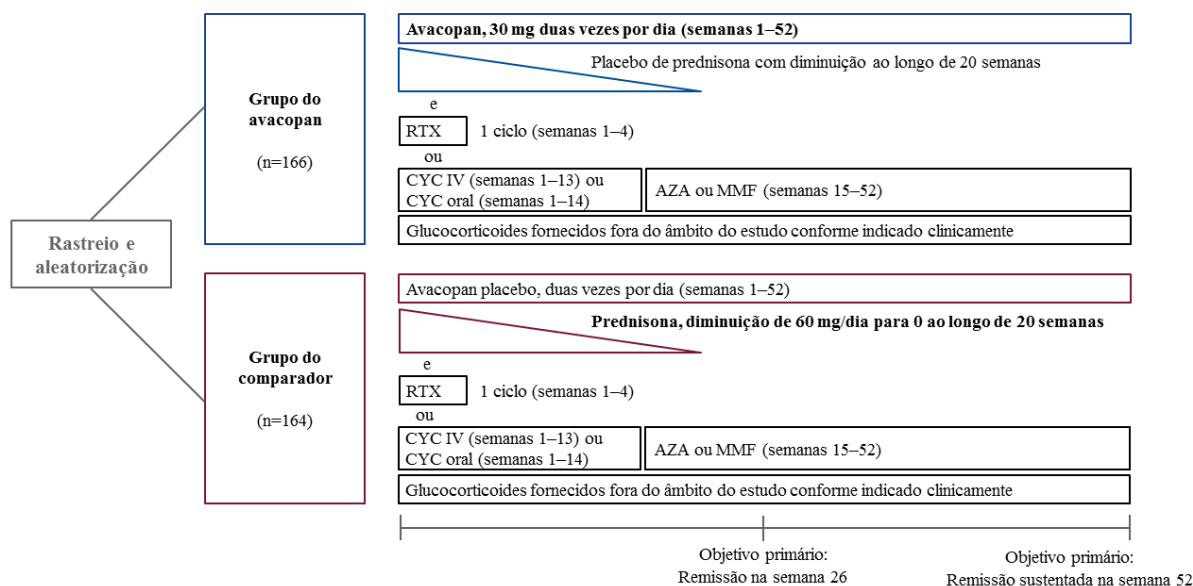 Rastreio e
aleatorização
Grupo do
avacopan
(n=166)
Avacopan, 30 mg duas vezes por dia (semanas 1–52)
Placebo de prednisona com diminuição ao longo de 20 semanas
e
RTX
1 ciclo (semanas 1–4)
ou
CYC IV (semanas 1–13) ou
CYC oral (semanas 1–14)
AZA ou MMF (semanas 15–52)
Glucocorticoides fornecidos fora do âmbito do estudo conforme indicado clinicamente
Grupo do
comparador
(n=164)
Avacopan placebo, duas vezes por dia (semanas 1–52)
Prednisona, diminuição de 60 mg/dia para 0 ao longo de 20 semanas
e
RTX
1 ciclo (semanas 1–4)
ou
CYC IV (semanas 1–13) ou
CYC oral (semanas 1–14)
AZA ou MMF (semanas 15–52)
Glucocorticoides fornecidos fora do âmbito do estudo conforme indicado clinicamente
Objetivo primário:
Remissão na semana 26
Objetivo primário:
Remissão sustentada na semana 52